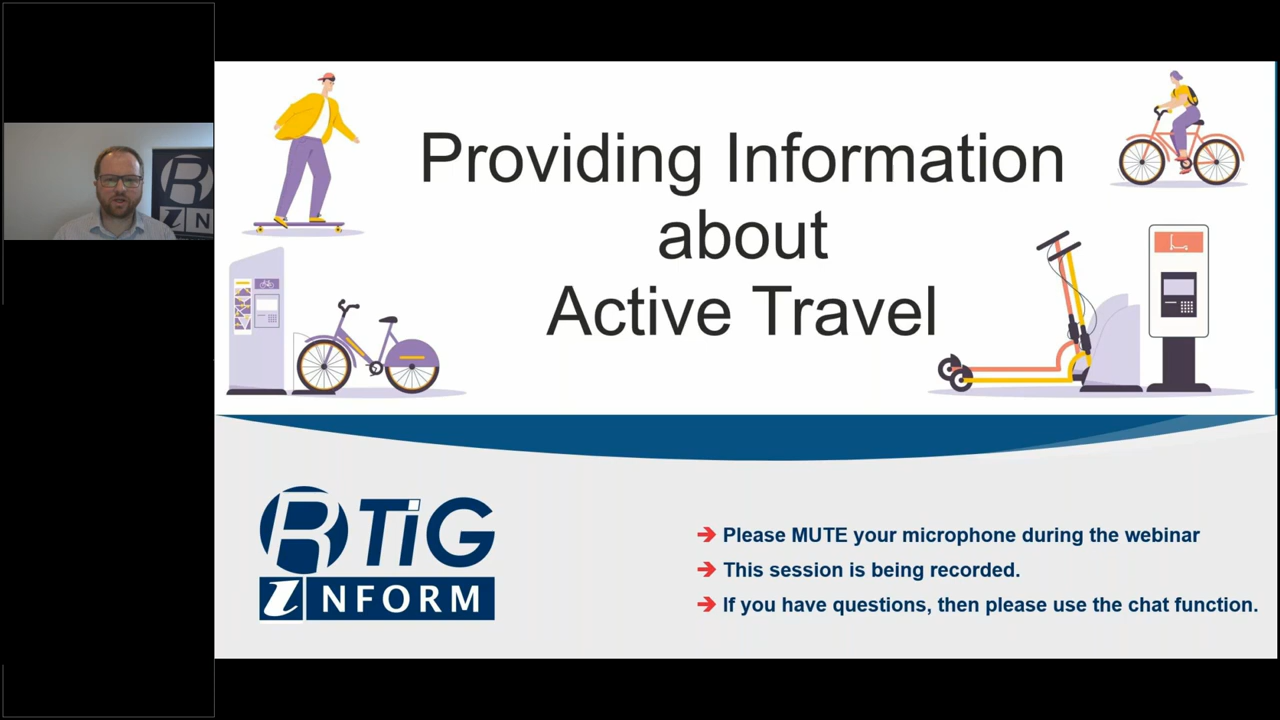 Providing Information
about
Active Travel
RTiG
iNFORM
Please MUTE your microphone during the webinar
This session is being recorded.
If you have questions, then please use the chat function.
R
iN